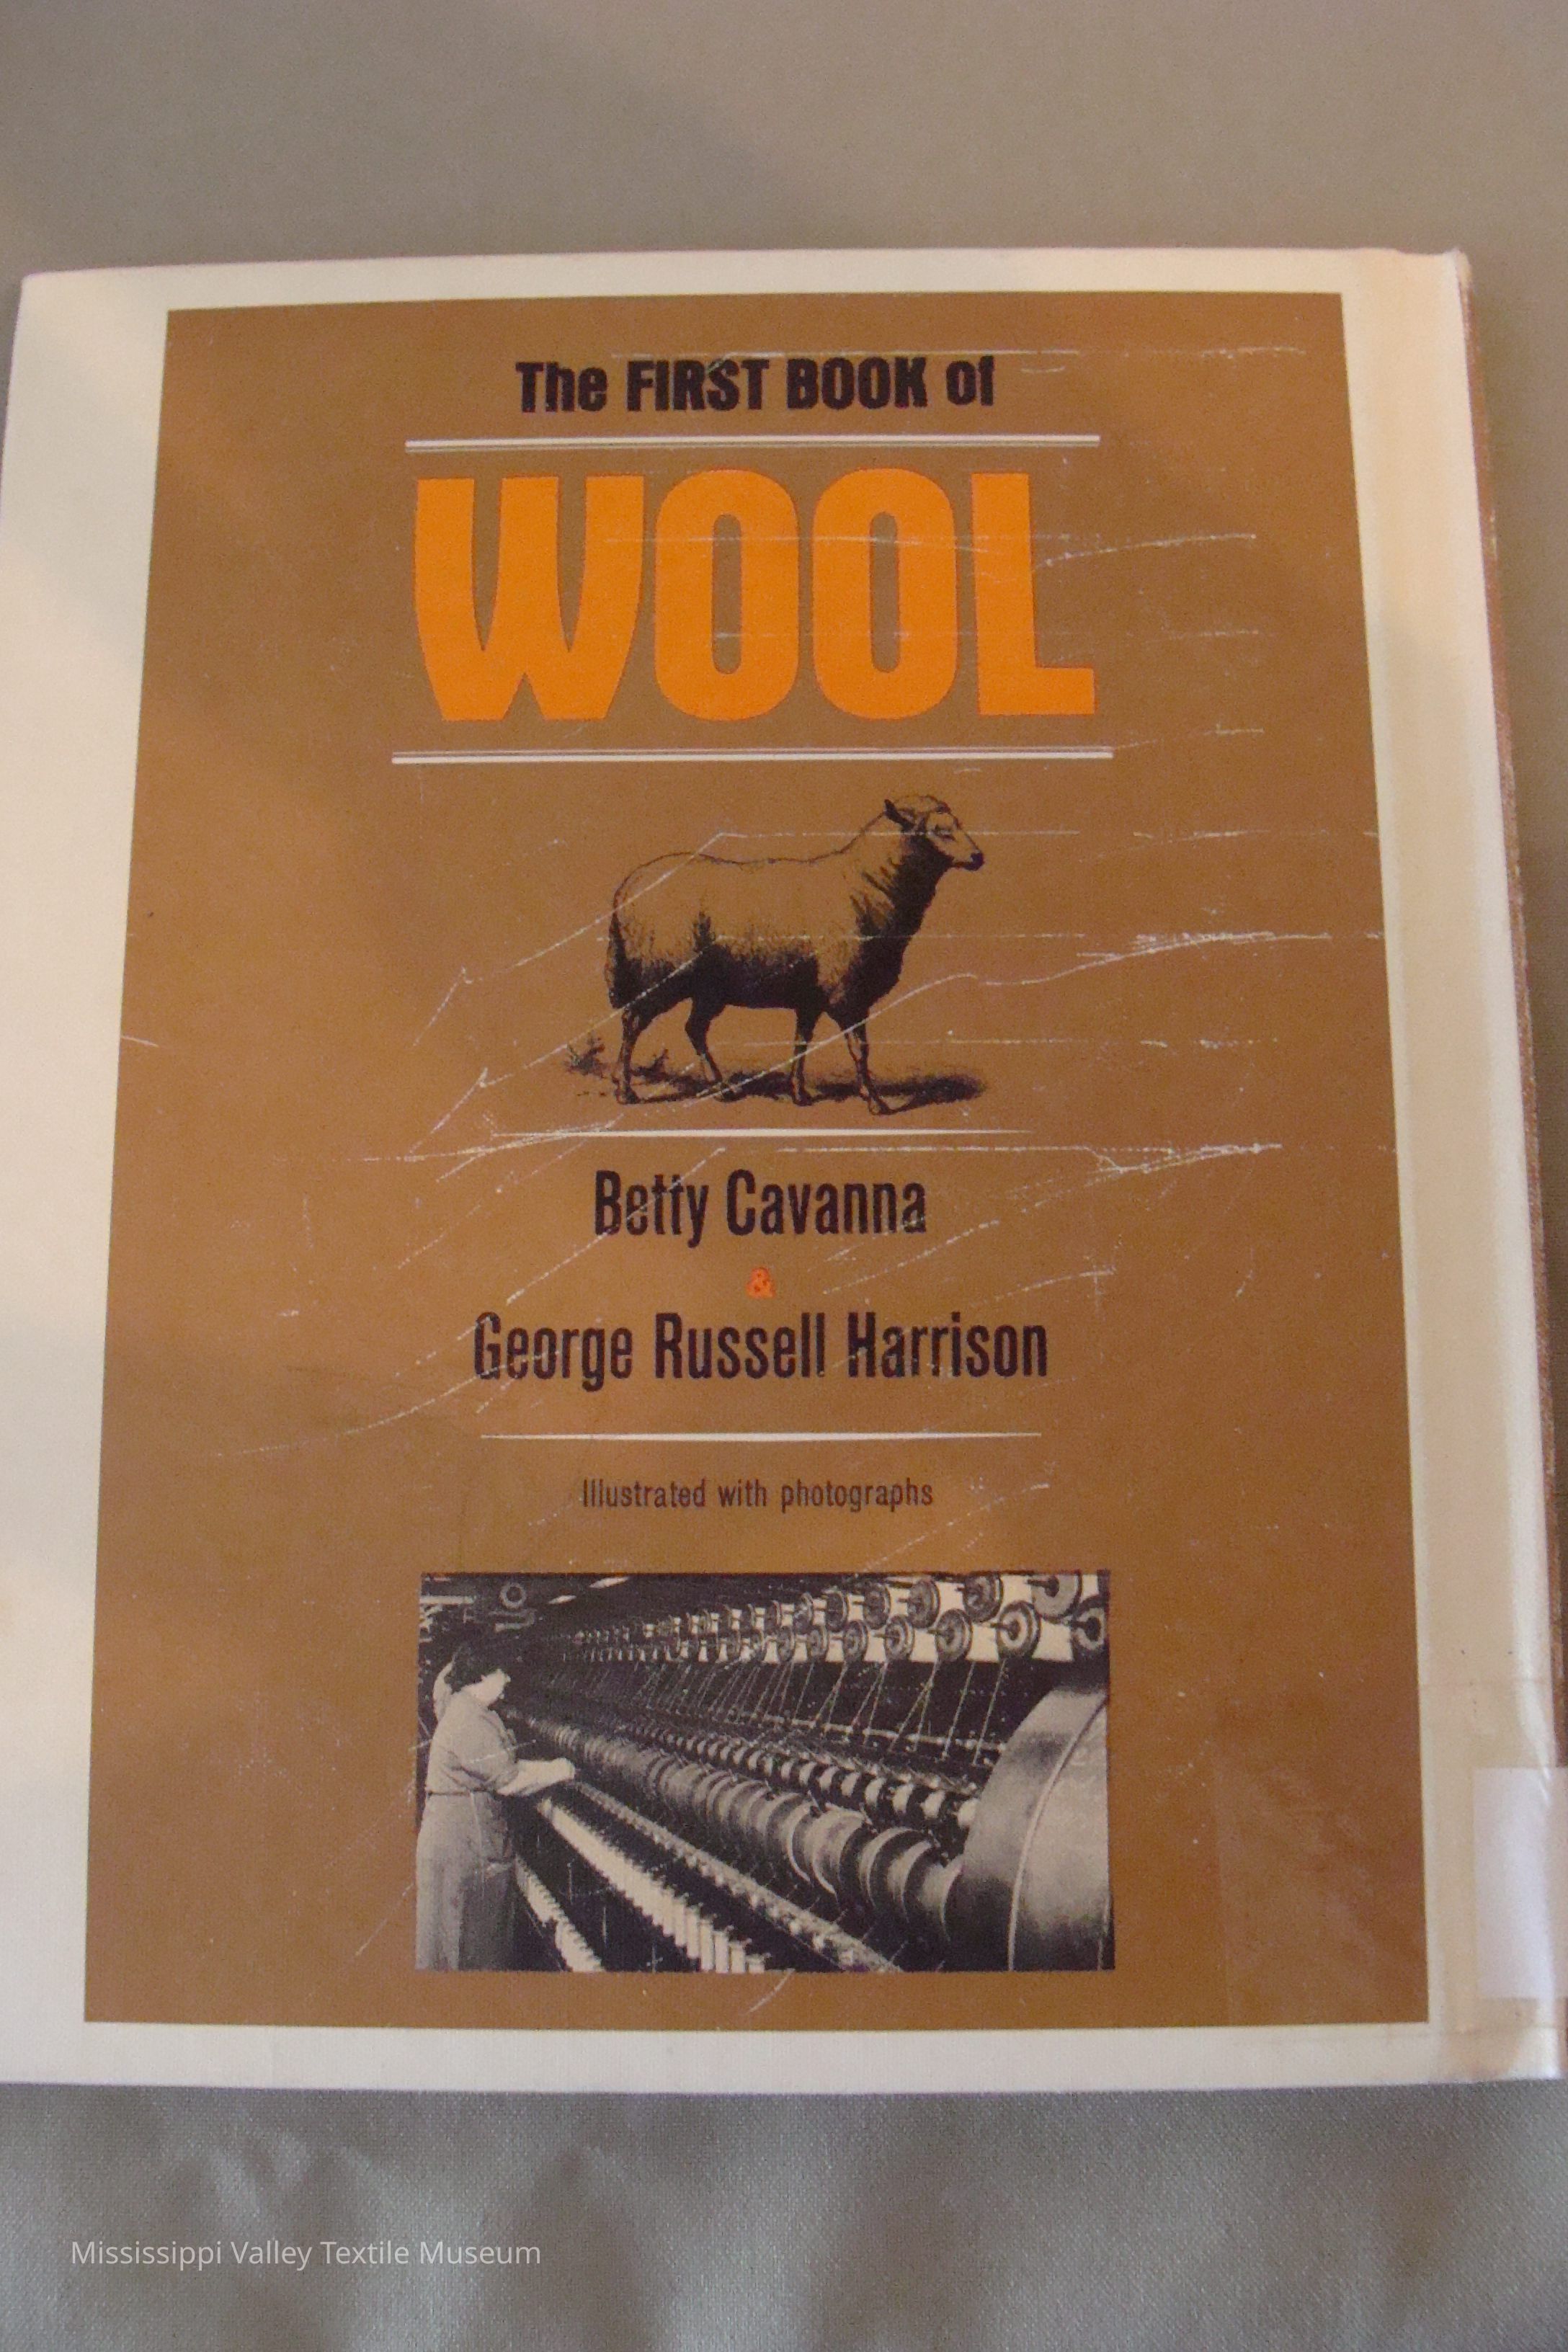 The FIRST BOOK of
WOOL
Betty Cavanna
&
George Russell Harrison
Illustrated with photographs
Mississippi Valley Textile Museum